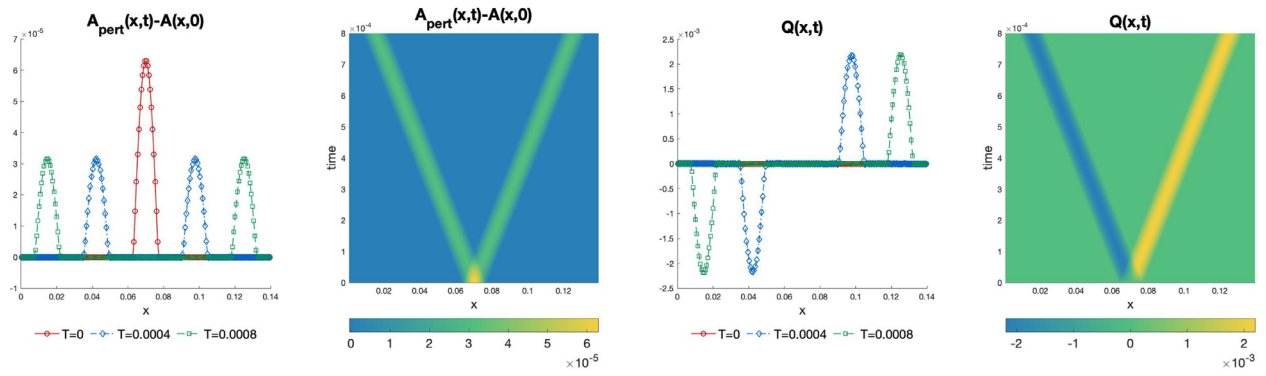 A_pert(x,t)-A(x,0)
×10^-5
7
6
5
4
3
2
1
0
-1
0 0.02 0.04 0.06 0.08 0.1 0.12 0.14
x
T=0 T=0.0004 T=0.0008
A_pert(x,t)-A(x,0)
×10^-4
8
7
6
5
4
3
2
1
0
time
0.02 0.04 0.06 0.08 0.1 0.12
x
0 1 2 3 4 5 6
×10^-5
Q(x,t)
×10^-3
2.5
2
1.5
1
0.5
0
-0.5
-1
-1.5
-2
-2.5
0 0.02 0.04 0.06 0.08 0.1 0.12 0.14
x
T=0 T=0.0004 T=0.0008
Q(x,t)
×10^-4
8
7
6
5
4
3
2
1
0
time
0.02 0.04 0.06 0.08 0.1 0.12
x
-2 -1 0 1 2
×10^-3